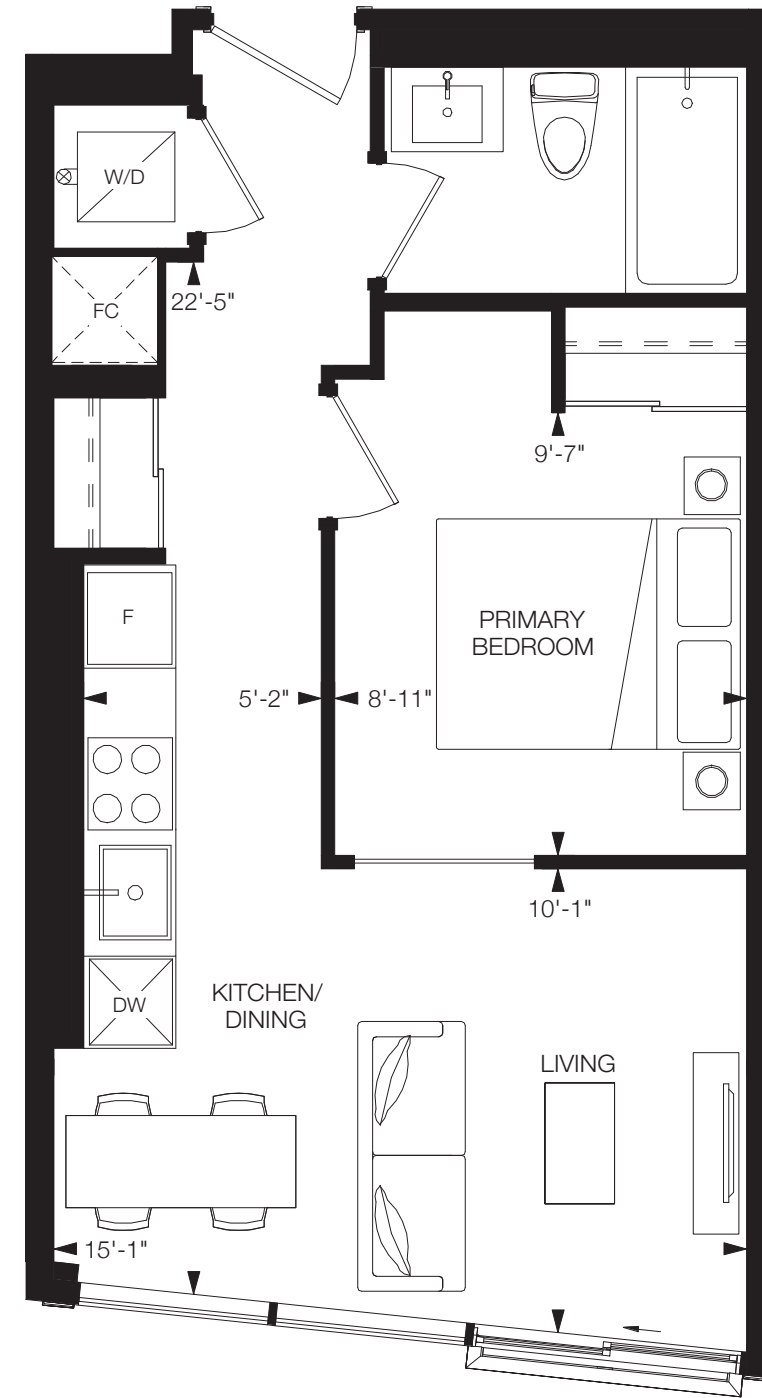 W/D
FC
22'-5"
9'-7"
F
PRIMARY
BEDROOM
5'-2"
8'-11"
10'-1"
KITCHEN/
DINING
DW
LIVING
15'-1"